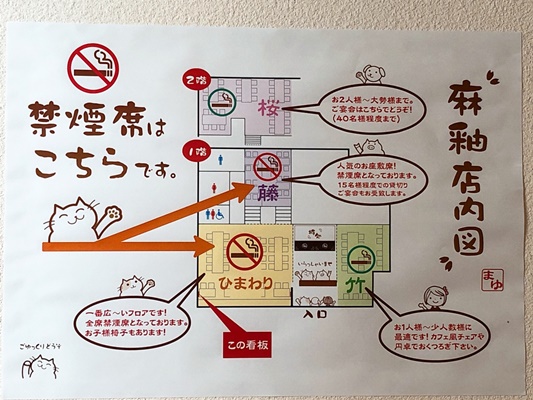 禁煙席は
こちらです。
麻釉店内図
まゆ
2階
桜
お2人様～大勢様まで。
ご宴会はこちらでどうぞ!
(40名様程度まで)
1階
藤
人気のお座敷席!
禁煙席となっております。
15名様程度での貸切り
ご宴会もお受致します。
ひまわり
いらっしゃいませ
竹
入口
この看板
一番広～いフロアです!
全席禁煙席となっております。
お子様椅子もあります!
お1人様～少人数様に
最適です!カフェ風チェアや
円卓でおくつろぎ下さい。
ごゆっくりどうぞ